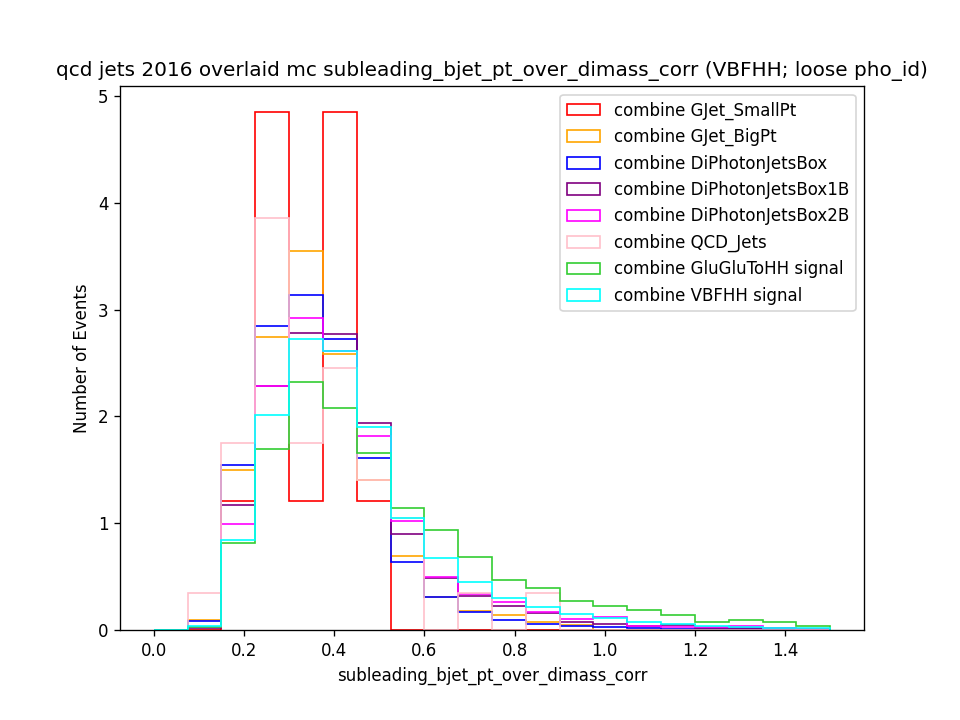 qcd jets 2016 overlaid mc subleading_bjet_pt_over_dimass_corr (VBFHH; loose pho_id)
combine GJet_SmallPt
combine GJet_BigPt
combine DiPhotonJetsBox
combine DiPhotonJetsBox1B
combine DiPhotonJetsBox2B
combine QCD_Jets
combine GluGluToHH signal
combine VBFHH signal
Number of Events
5
4
3
2
1
0
0.0 0.2 0.4 0.6 0.8 1.0 1.2 1.4
subleading_bjet_pt_over_dimass_corr